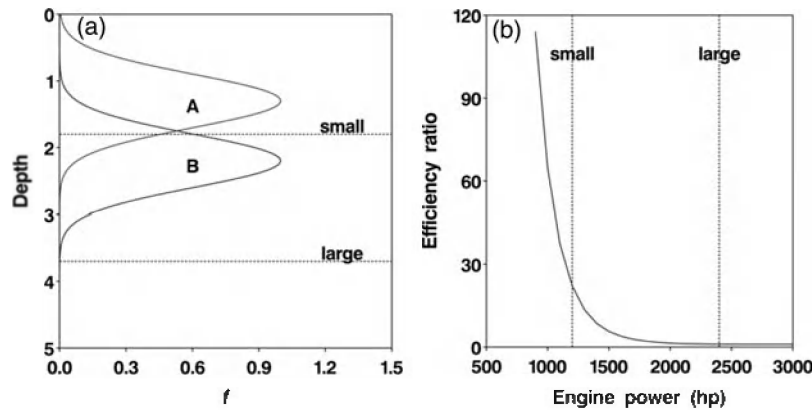 (a)
0
1
2
3
4
5
Depth
A
B
small
large
0.0 0.3 0.6 0.9 1.2 1.5
f
(b)
120
90
60
30
0
Efficiency ratio
small large
500 1000 1500 2000 2500 3000
Engine power (hp)